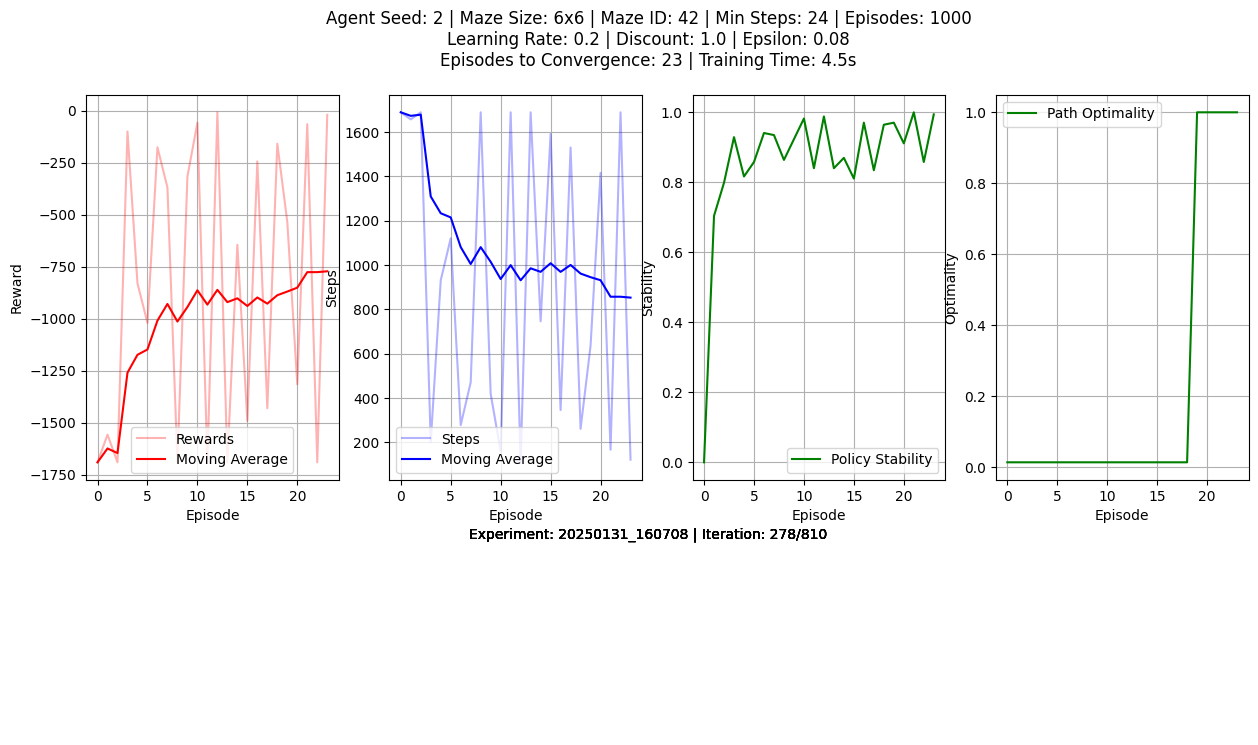 Agent Seed: 2 | Maze Size: 6x6 | Maze ID: 42 | Min Steps: 24 | Episodes: 1000
Learning Rate: 0.2 | Discount: 1.0 | Epsilon: 0.08
Episodes to Convergence: 23 | Training Time: 4.5s
Reward
0
−250
−500
−750
−1000
−1250
−1500
−1750
Rewards
Moving Average
0 5 10 15 20
Episode
Steps
1600
1400
1200
1000
800
600
400
200
Steps
Moving Average
0 5 10 15 20
Episode
Stability
1.0
0.8
0.6
0.4
0.2
0.0
Policy Stability
0 5 10 15 20
Episode
Optimality
1.0
0.8
0.6
0.4
0.2
0.0
Path Optimality
0 5 10 15 20
Episode
Experiment: 20250131_160708 | Iteration: 278/810